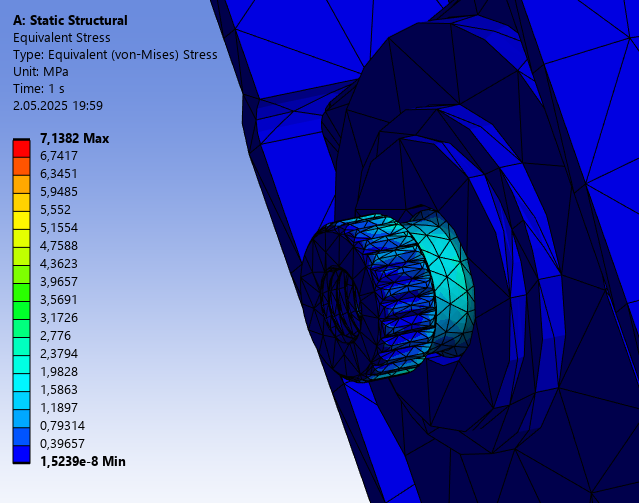 A: Static Structural
Equivalent Stress
Type: Equivalent (von-Mises) Stress
Unit: MPa
Time: 1 s
2.05.2025 19:59
7,1382 Max
6,7417
6,3451
5,9485
5,552
5,1554
4,7588
4,3623
3,9657
3,5691
3,1726
2,776
2,3794
1,9828
1,5863
1,1897
0,79314
0,39657
1,5239e-8 Min